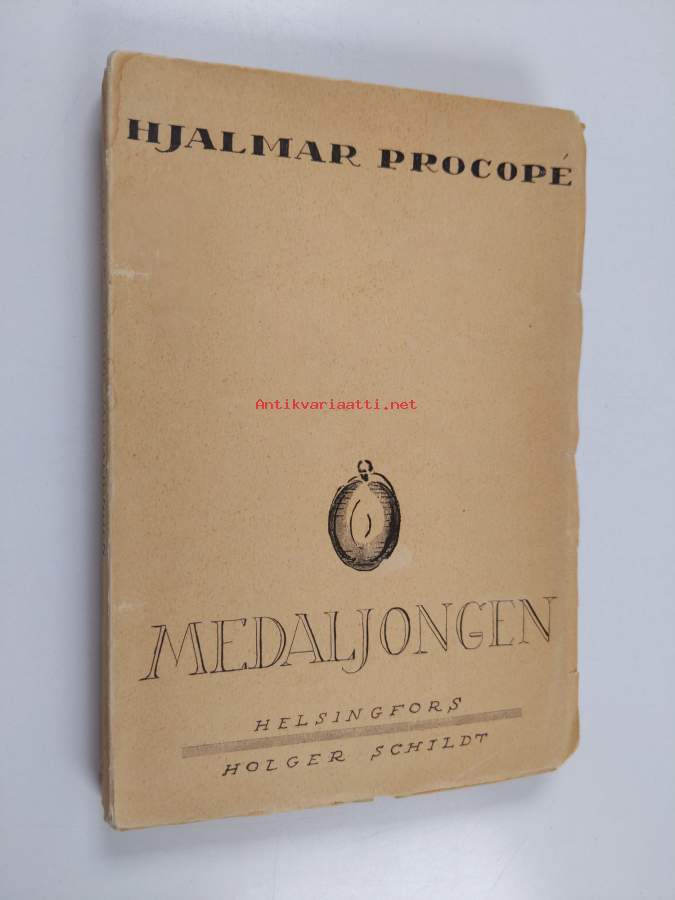 HJALMAR PROCOPÉ
Antikvariaatti.net
MEDALJONGEN
HELSINGFORS
HOLGER SCHILDT